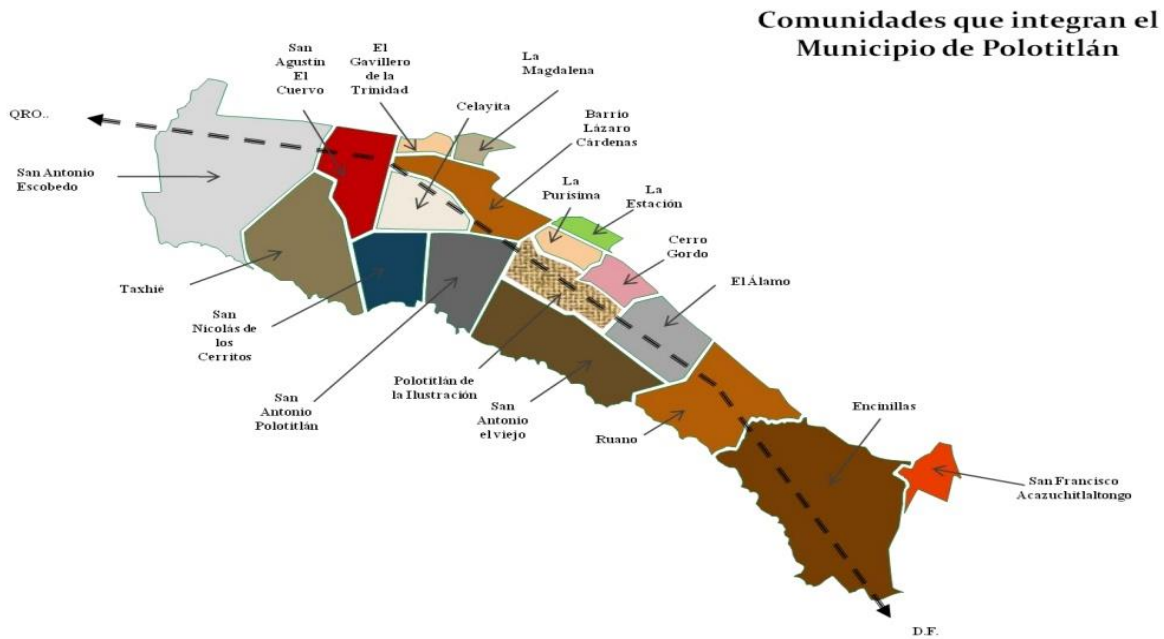 Comunidades que integran el
Municipio de Polotitlán
San
Agustín
El
Cuervo
El
Gavillero
de la
Trinidad
La
Magdalena
Celayita
Barrio
Lázaro
Cárdenas
QRO..
San Antonio
Escobedo
La
Purísima
La
Estación
Cerro
Gordo
El Álamo
Taxhié
San
Nicolás de
los
Cerritos
San
Antonio
Polotitlán
Polotitlán de
la Ilustración
San
Antonio
el viejo
Ruano
Encinillas
San Francisco
Acazuchitlaltongo
D.F.